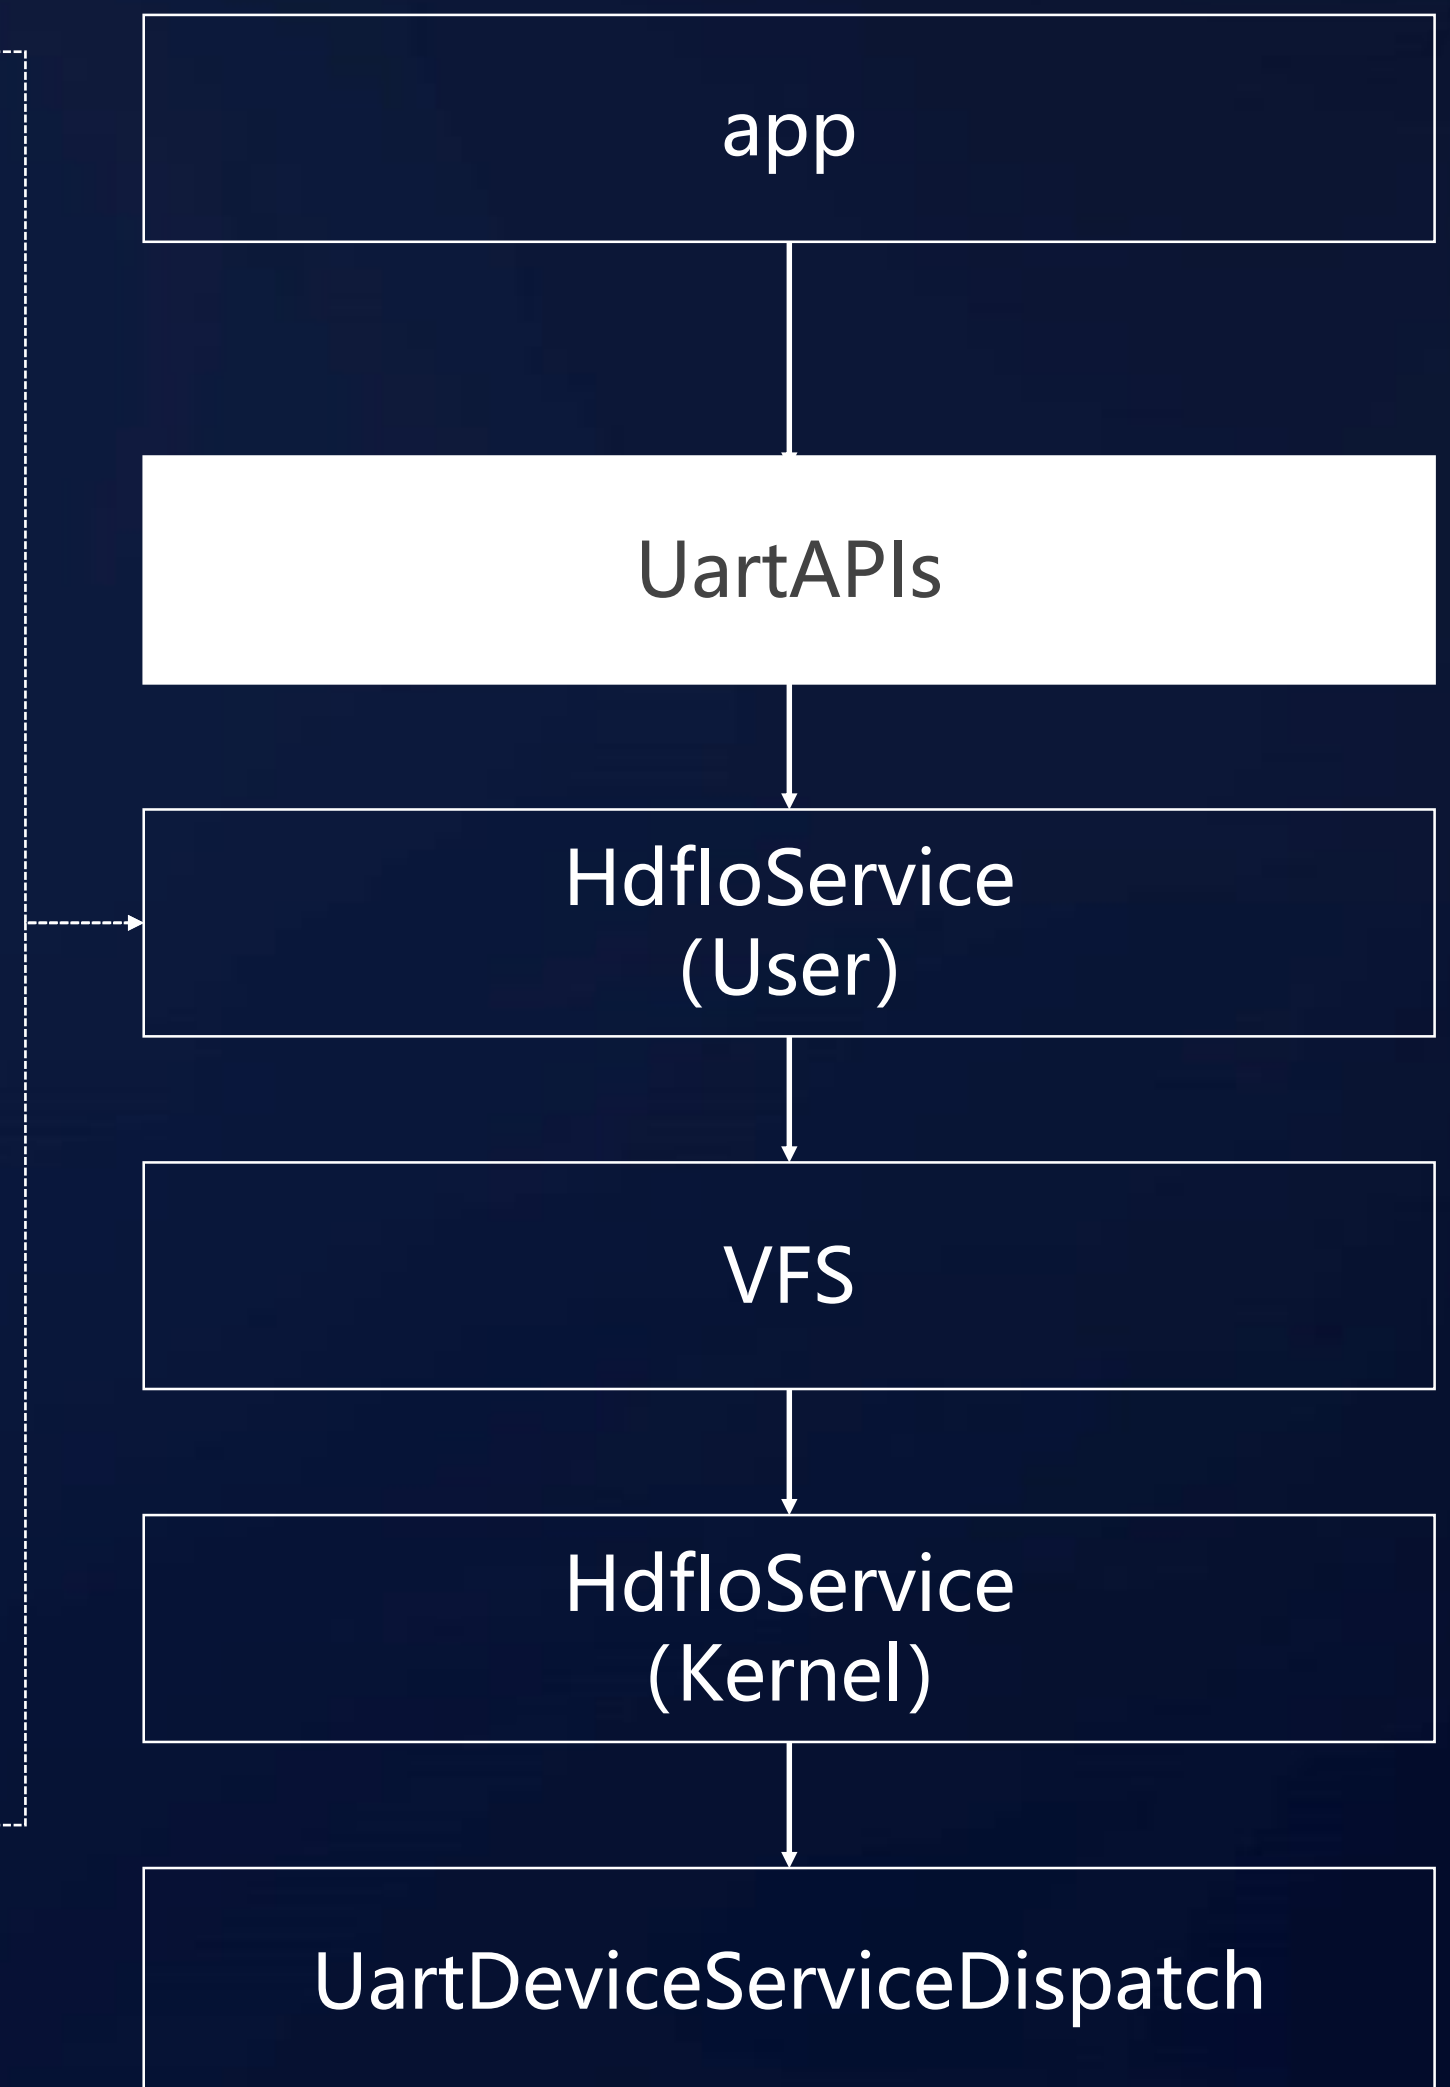 app
UartAPIs
HdfIoService
(User)
VFS
HdfIoService
(Kernel)
UartDeviceServiceDispatch